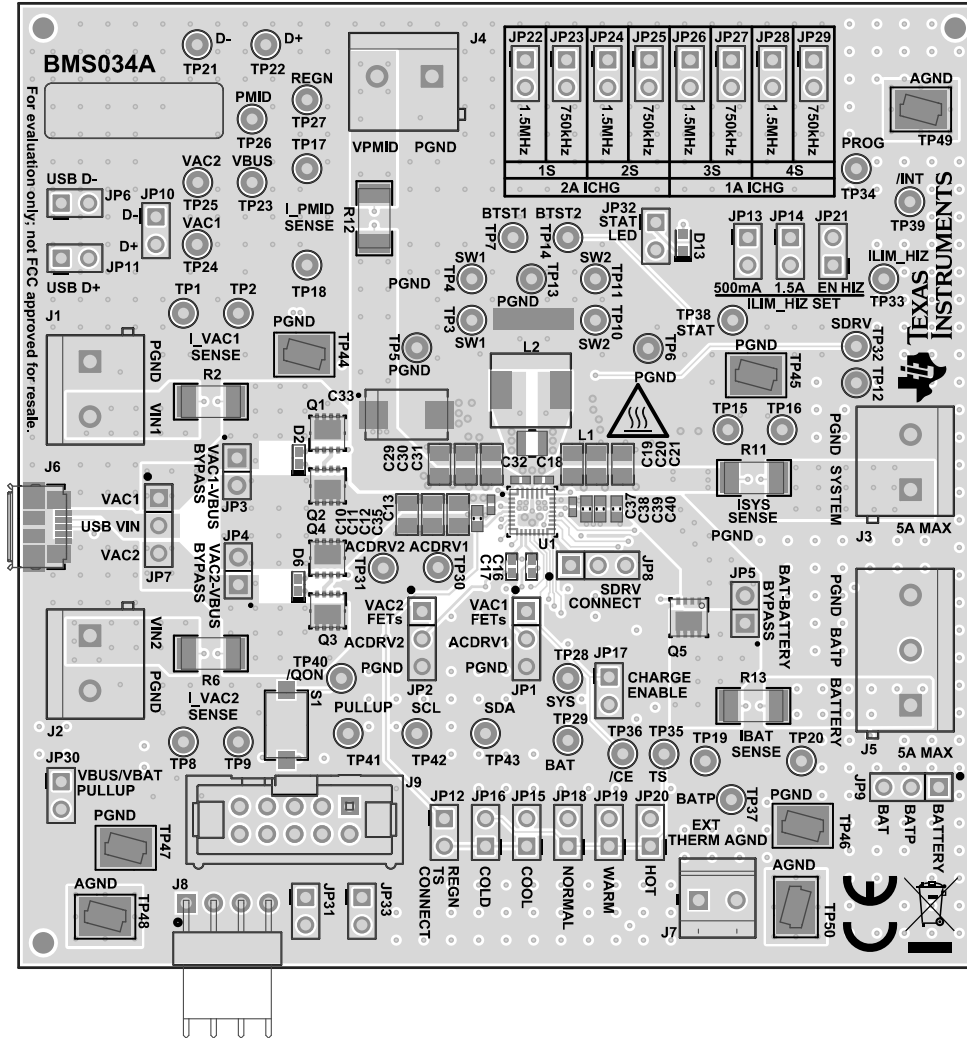 BMS034A
For evaluation only; not FCC approved for resale.
D-
TP21
D+
TP22
REGN
TP27
PMID
TP26
TP17
VAC2
TP25
VBUS
TP23
VAC1
TP24
I_PMID
SENSE
TP18
J4
VPMID
PGND
R12
JP22
JP23
JP24
JP25
JP26
JP27
JP28
JP29
1.5MHz
750kHz
1.5MHz
750kHz
1.5MHz
750kHz
1.5MHz
750kHz
1S
2S
3S
4S
2A ICHG
1A ICHG
AGND
TP49
PROG
TP34
/INT
TP39
TEXAS
INSTRUMENTS
USB D-
JP6
JP10
D-
D+
JP11
USB D+
BTST1
TP7
BTST2
TP14
JP32
STAT
LED
D13
JP13
JP14
JP21
500mA
1.5A
EN HIZ
ILIM_HIZ SET
ILIM_HIZ
TP33
PGND
SW1
TP4
TP13
SW2
TP11
PGND
TP3
SW1
TP10
SW2
TP38
STAT
SDRV
TP32
TP12
TP1
TP2
I_VAC1
SENSE
PGND
TP44
TP5
PGND
L2
TP6
PGND
PGND
TP45
J1
PGND
VIN1
R2
C33
Q1
D2
Q2
Q4
C29
C30
C31
C32
C18
L1
C19
C20
C21
TP15
TP16
R11
ISYS
SENSE
PGND
PGND
SYSTEM
J3
5A MAX
J6
VAC1
USB VIN
VAC2
JP7
VAC1-VBUS
BYPASS
JP3
JP4
VAC2-VBUS
BYPASS
D6
Q3
C10
C11
C12
C35
C13
ACDRV2
TP31
ACDRV1
TP30
C17
C16
U1
C37
C38
C39
C40
JP8
SDRV
CONNECT
JP5
BAT-BATTERY
BYPASS
Q5
PGND
BATP
BATTERY
J5
5A MAX
VIN2
PGND
J2
R6
I_VAC2
SENSE
TP8
TP9
TP40
/QON
S1
VAC2
FETs
ACDRV2
PGND
JP2
VAC1
FETs
ACDRV1
PGND
JP1
TP28
SYS
JP17
CHARGE
ENABLE
TP29
BAT
TP36
/CE
TP35
TS
R13
IBAT
SENSE
TP19
TP20
PULLUP
TP41
SCL
TP42
SDA
TP43
JP30
VBUS/VBAT
PULLUP
PGND
TP47
AGND
TP48
J9
J8
JP31
JP33
JP12
JP16
JP15
JP18
JP19
JP20
REGN
TS
CONNECT
COLD
COOL
NORMAL
WARM
HOT
BATP
TP37
EXT
THERM
AGND
J7
PGND
TP46
AGND
TP50
JP9
BAT
BATP
BATTERY
CE